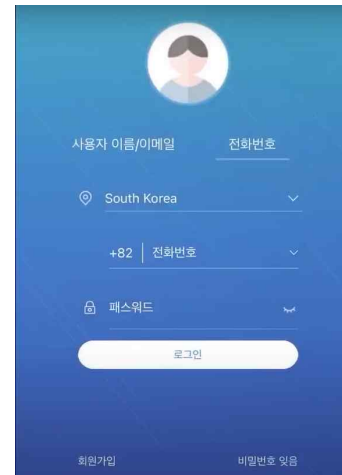 사용자 이름/이메일 전화번호
South Korea
+82 전화번호
패스워드
로그인
회원가입 비밀번호 잊음